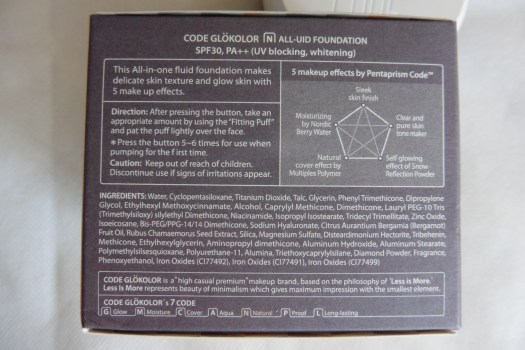 CODE GLÖKOLOR N ALL-UID FOUNDATION
SPF30, PA++ (UV blocking, whitening)
This All-in-one fluid foundation makes
delicate skin texture and glow skin with
5 make up effects.
Direction: After pressing the button, take an
appropriate amount by using the "Fitting Puff"
and pat the puff lightly over the face.
* Press the button 5~6 times for use when
pumping for the first time.
Caution: Keep out of reach of children.
Discontinue use if signs of irritations appear.
5 makeup effects by Pentaprism Code™
Sleek
skin finish
Moisturizing
by Nordic
Berry Water
Clear and
pure skin
tone maker
Natural
cover effect by
Multiplex Polymer
Self glowing
effect of Snow-
Reflection Powder
INGREDIENTS: Water, Cyclopentasiloxane, Titanium Dioxide, Talc, Glycerin, Phenyl Trimethicone, Dipropylene
Glycol, Ethylhexyl Methoxycinnamate, Alcohol, Caprylyl Methicone, Dimethicone, Lauryl PEG-10 Tris
(Trimethylsiloxy) silylethyl Dimethicone, Niacinamide, Isopropyl Isostearate, Tridecyl Trimellitate, Zinc Oxide,
Isoeicosane, Bis-PEG/PPG-14/14 Dimethicone, Sodium Hyaluronate, Citrus Aurantium Bergamia (Bergamot)
Fruit Oil, Rubus Chamaemorus Seed Extract, Silica, Magnesium Sulfate, Disteardimonium Hectorite, Tribehenin,
Methicone, Ethylhexylglycerin, Aminopropyl dimethicone, Aluminum Hydroxide, Aluminum Stearate,
Polymethylsilsesquioxane, Polyurethane-11, Alumina, Triethoxycaprylylsilane, Diamond Powder, Fragrance,
Phenoxyethanol, Iron Oxides (CI77492), Iron Oxides (CI77491), Iron Oxides (CI77499)
CODE GLÖKOLOR is a "high casual premium" makeup brand, based on the philosophy of "Less is More."
Less is More represents beauty of minimalism which gives maximum impression with the smallest element.
CODE GLÖKOLOR's 7 CODE
G Glow M Moisture C Cover A Aqua N Natural P Proof L Long-lasting